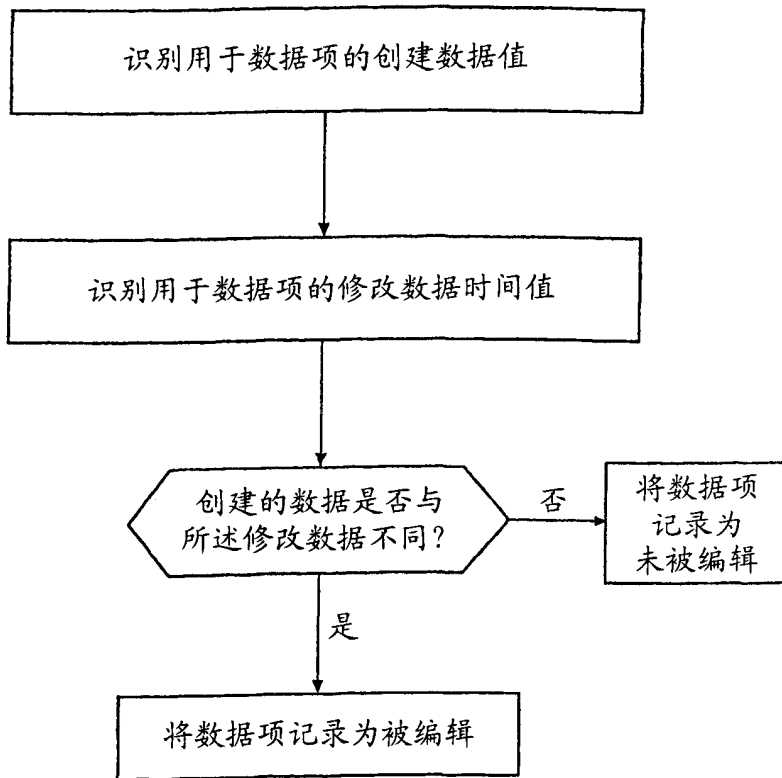 识别用于数据项的创建数据值
识别用于数据项的修改数据时间值
创建的数据是否与
所述修改数据不同?
否
将数据项
记录为
未被编辑
是
将数据项记录为被编辑